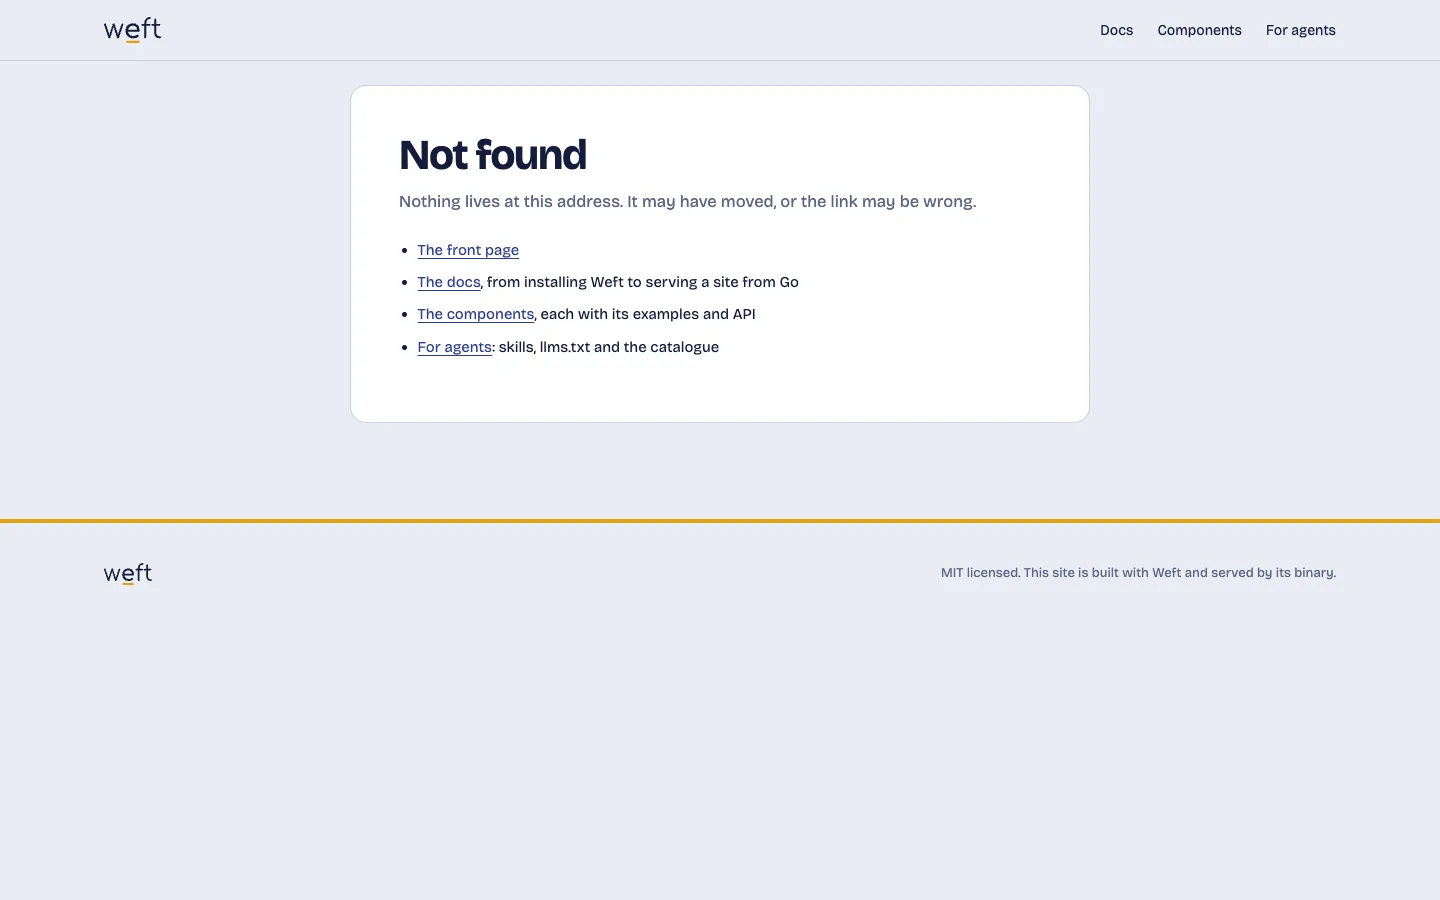 weft
Docs Components For agents
Not found
Nothing lives at this address. It may have moved, or the link may be wrong.
The front page
The docs, from installing Weft to serving a site from Go
The components, each with its examples and API
For agents: skills, llms.txt and the catalogue
weft
MIT licensed. This site is built with Weft and served by its binary.